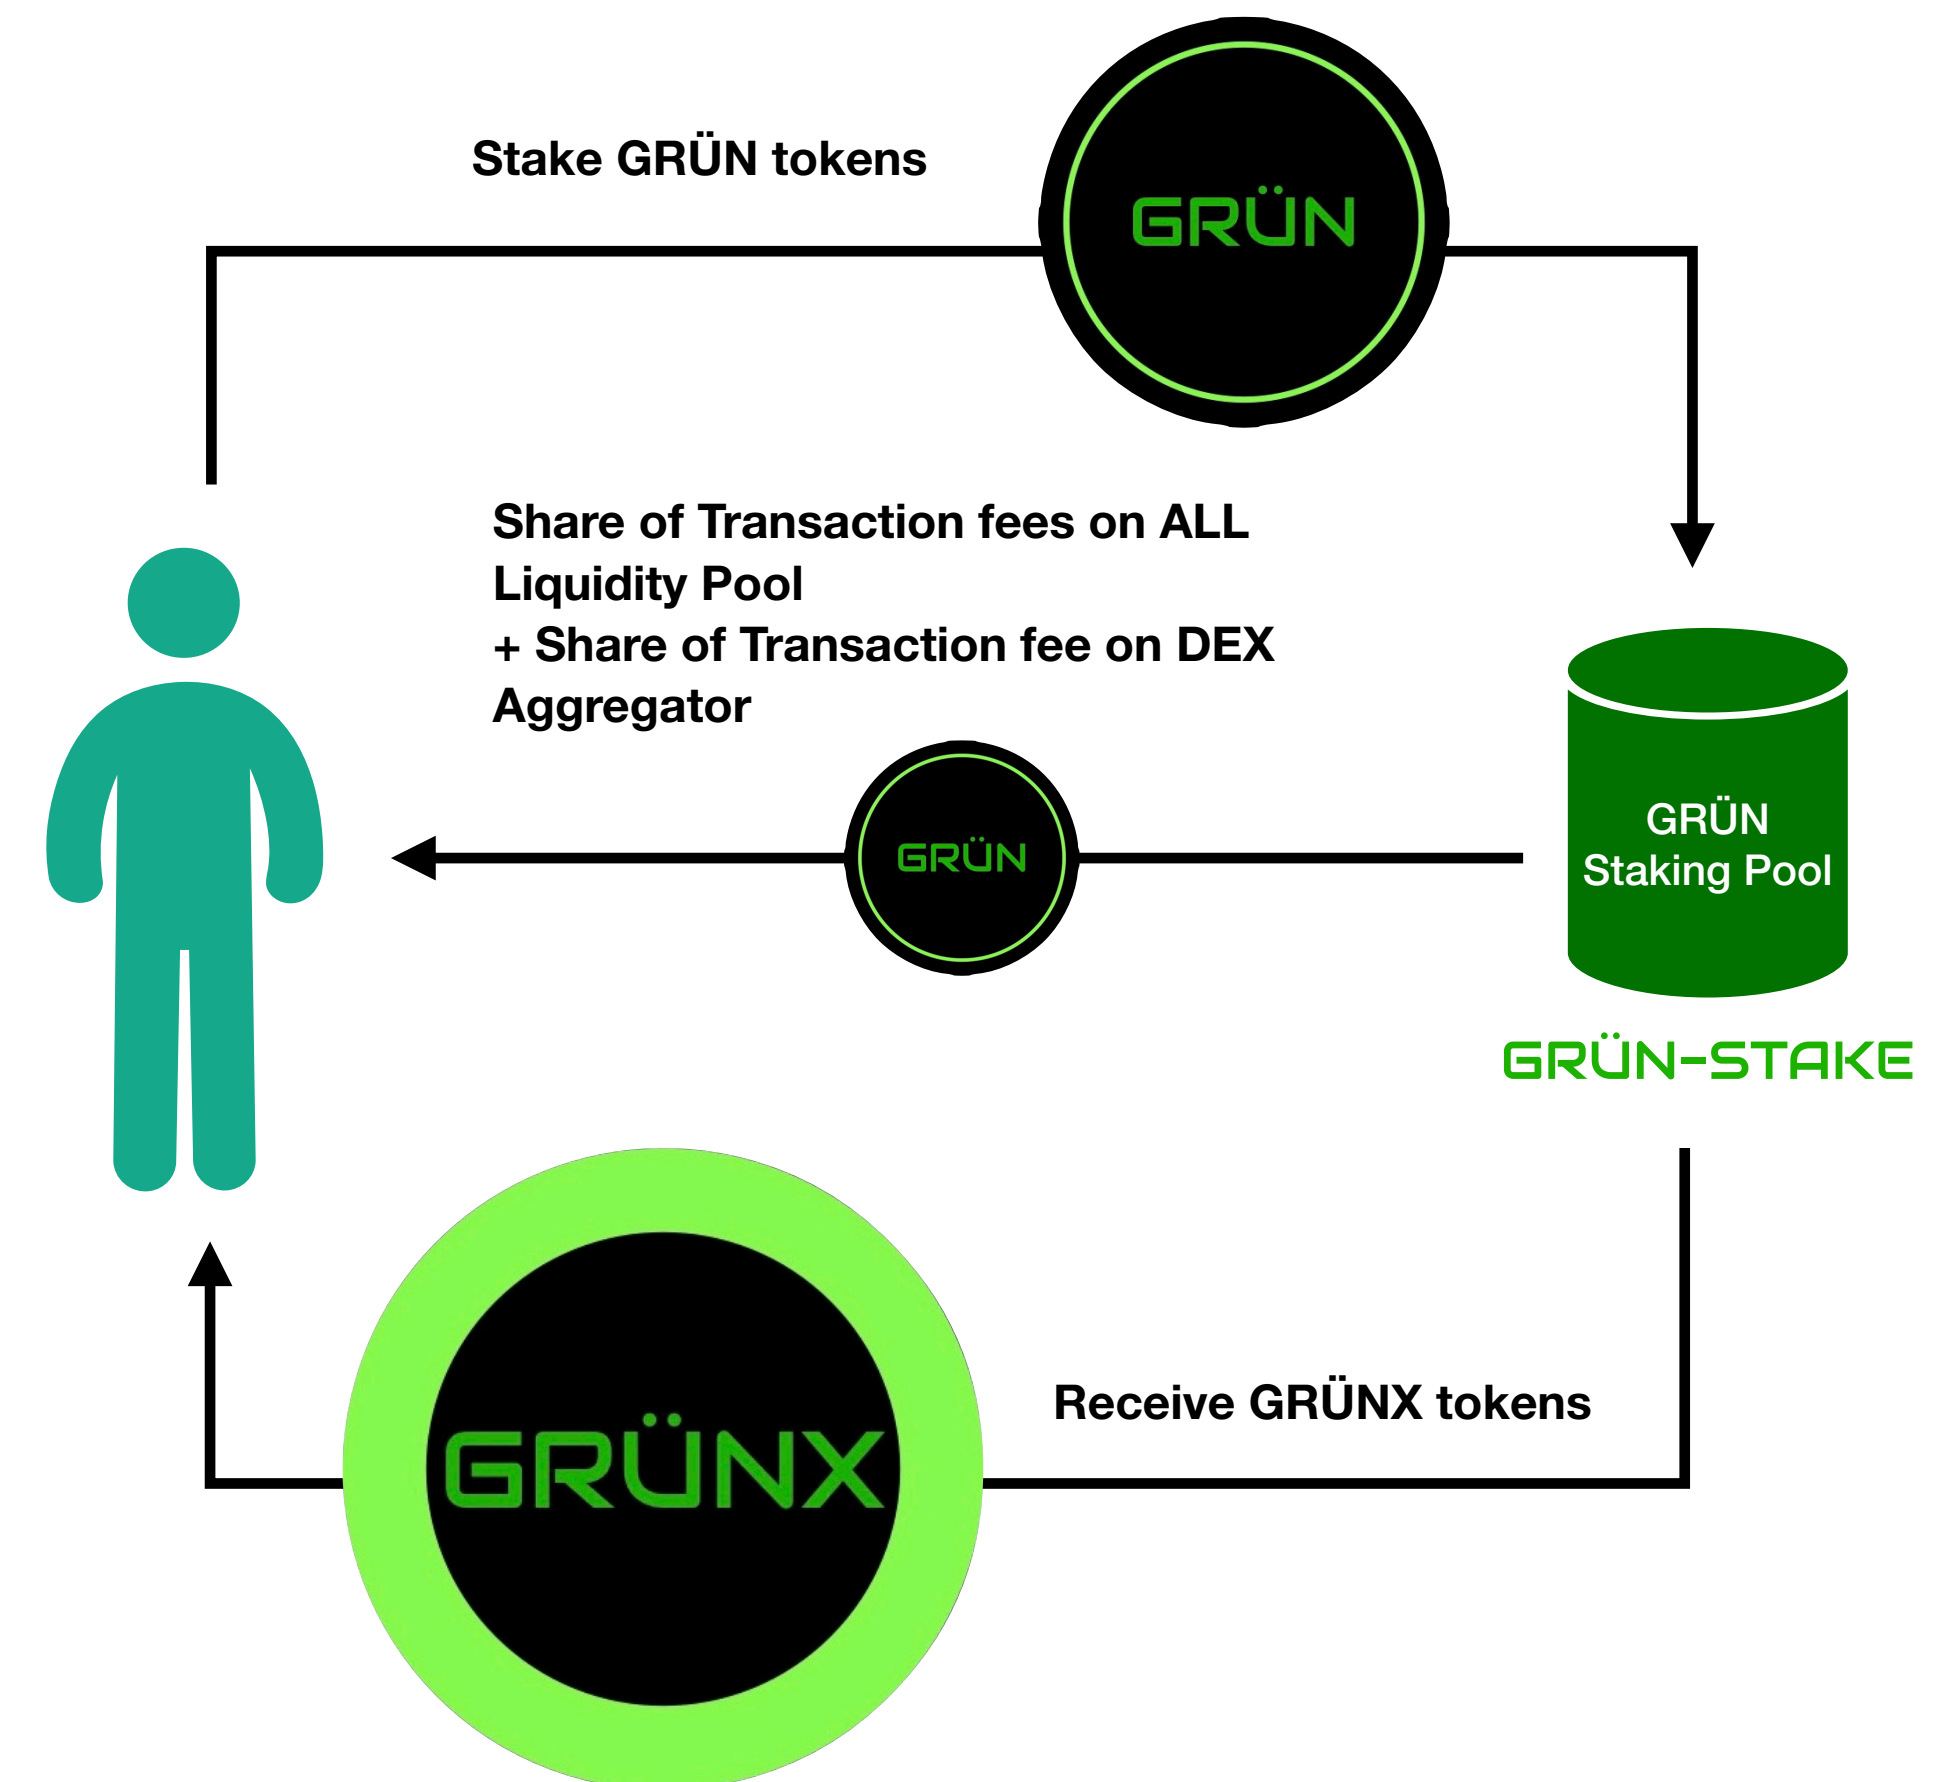 Stake GRÜN tokens
GRÜN
Share of Transaction fees on ALL
Liquidity Pool
+ Share of Transaction fee on DEX
Aggregator
GRÜN
GRÜN
Staking Pool
GRÜN-STAKE
GRÜNX
Receive GRÜNX tokens